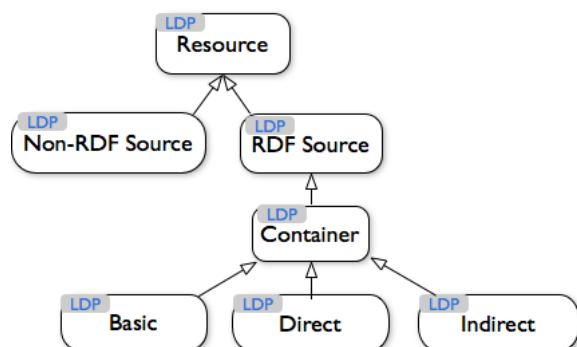 LDP
Resource
LDP
Non-RDF Source
LDP
RDF Source
LDP
Container
LDP
Basic
LDP
Direct
LDP
Indirect